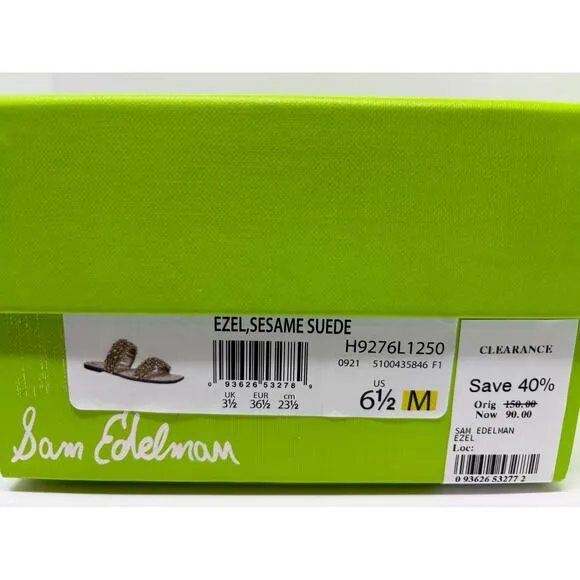 EZEL,SESAME SUEDE
H9276L1250
0921 5100435846 F1
0 93626 53278 9
UK EUR cm
3½ 36½ 23½
US
6½ M
Sam Edelman
CLEARANCE
Save 40%
Orig 150.00
Now 90.00
SAM EDELMAN
EZEL
Loc:
0 93626 53277 2